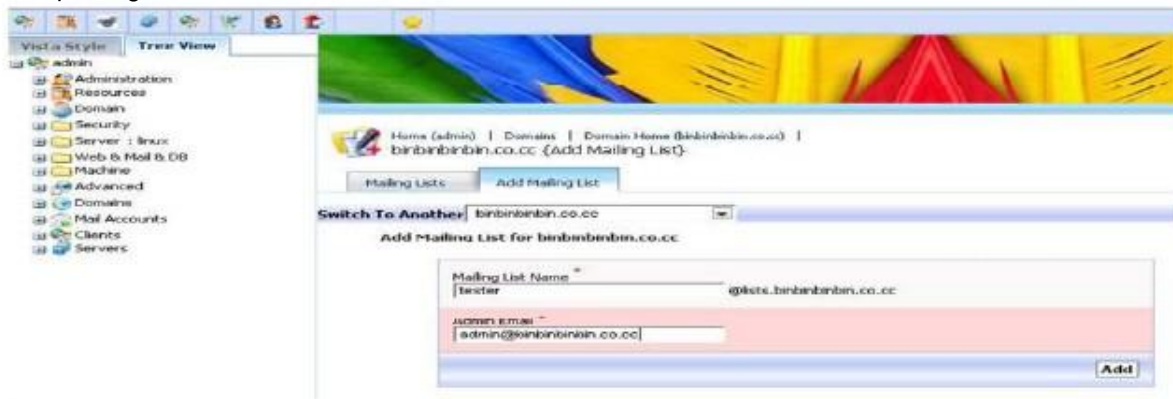 Vista Style
Tree View
admin
Administration
Resources
Domain
Security
Server : linux
Web & Mail & DB
Machine
Advanced
Domains
Mail Accounts
Clients
Servers
Home (admin) | Domains | Domain Home (binbinbinbin.co.cc) |
binbinbinbin.co.cc {Add Mailing List}
Mailing Lists
Add Mailing List
Switch To Another
binbinbinbin.co.cc
Add Mailing List for binbinbinbin.co.cc
Mailing List Name *
tester
@lists.binbinbinbin.co.cc
Admin Email *
admin@binbinbinbin.co.cc
Add